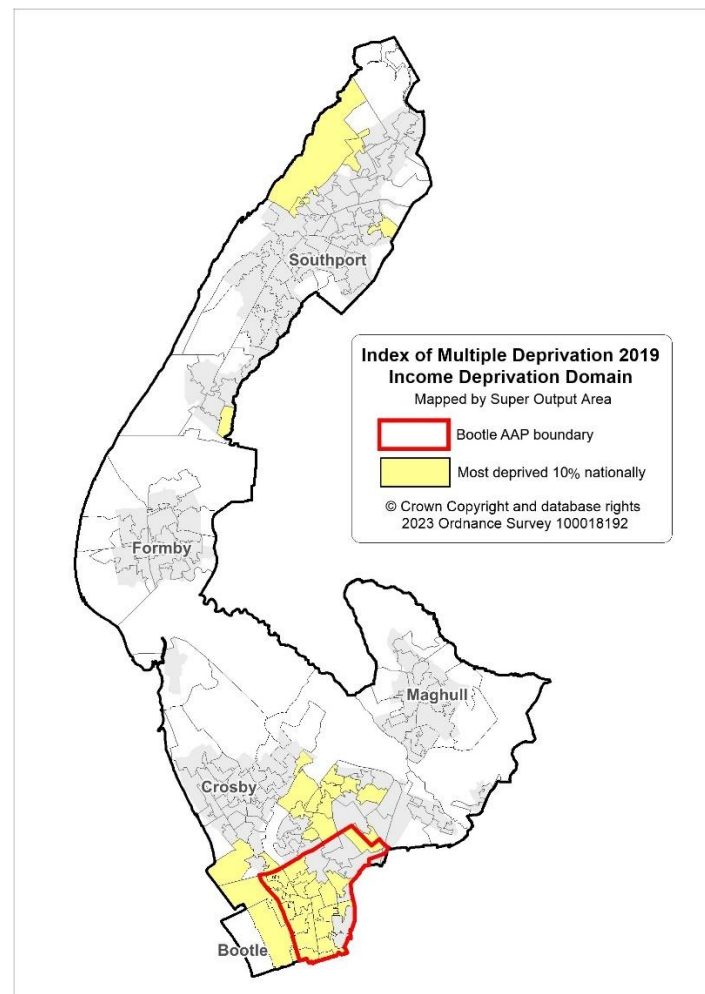 Southport
Index of Multiple Deprivation 2019
Income Deprivation Domain
Mapped by Super Output Area
Bootle AAP boundary
Most deprived 10% nationally
© Crown Copyright and database rights
2023 Ordnance Survey 100018192
Formby
Maghull
Crosby
Bootle